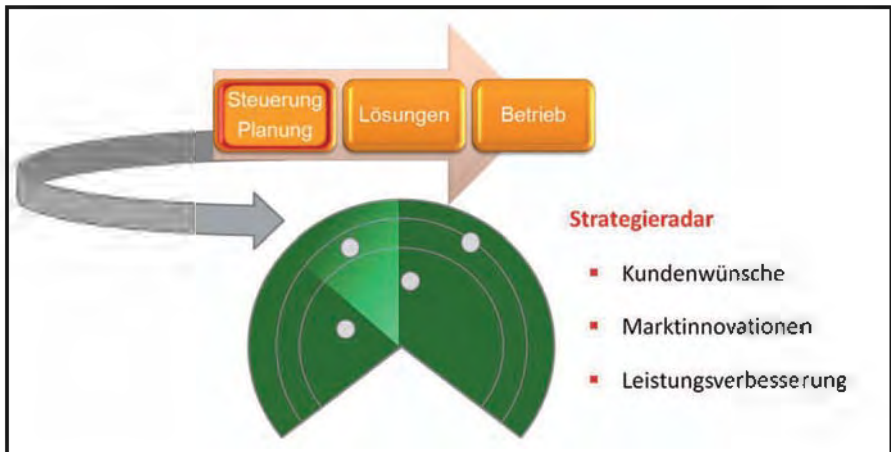 Steuerung
Planung
Lösungen
Betrieb
Strategieradar
Kundenwünsche
Marktinnovationen
Leistungsverbesserung